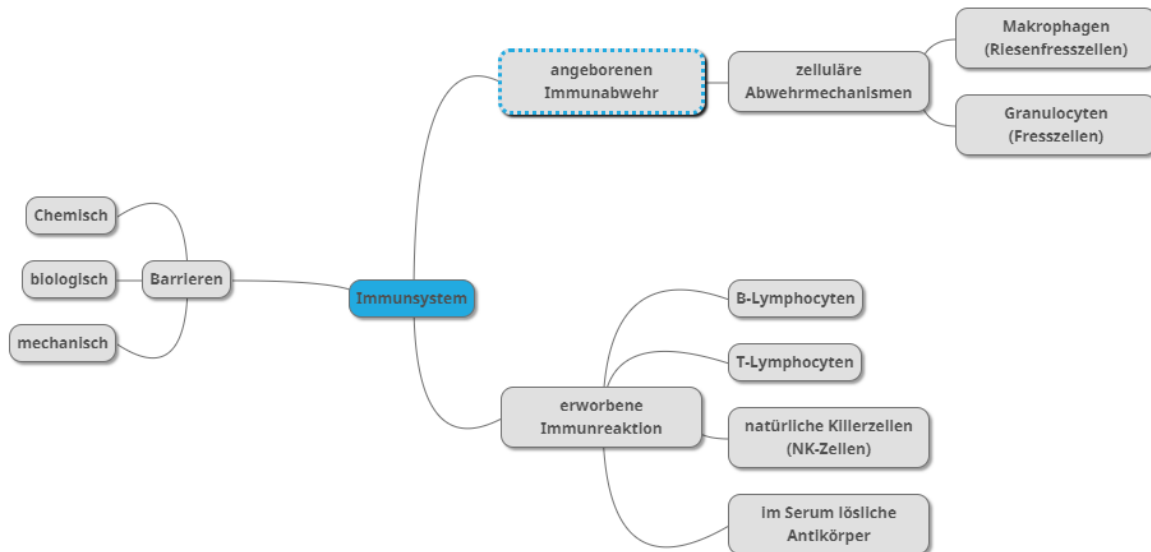 angeborenen
Immunabwehr
zelluläre
Abwehrmechanismen
Makrophagen
(Riesenfresszellen)
Granulocyten
(Fresszellen)
Chemisch
biologisch
mechanisch
Barrieren
Immunsystem
erworbene
Immunreaktion
B-Lymphocyten
T-Lymphocyten
natürliche Killerzellen
(NK-Zellen)
im Serum lösliche
Antikörper